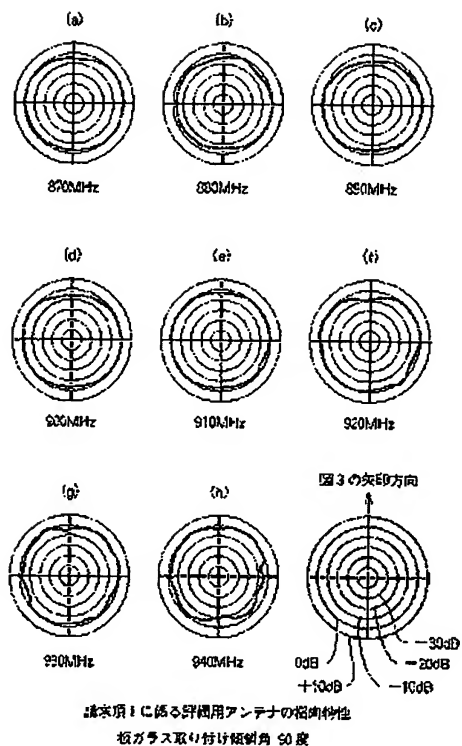 (a) (b) (c)
870MHz 880MHz 890MHz
(d) (e) (f)
900MHz 910MHz 920MHz
(g) (h) 図3の矢印方向
930MHz 940MHz
0dB
+10dB
-10dB
-20dB
-30dB
請求項1に係る評価用アンテナの指向特性
板ガラス取り付け傾斜角 90度